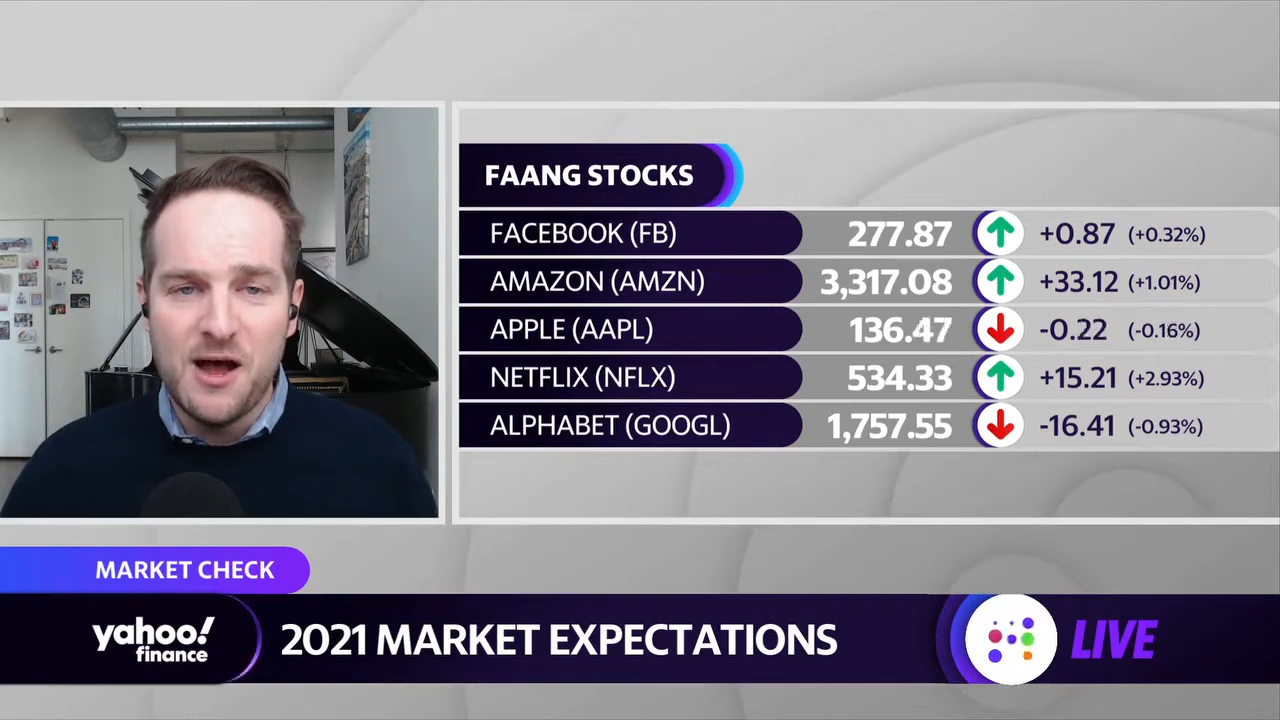 FAANG STOCKS
FACEBOOK (FB) 277.87 +0.87 (+0.32%)
AMAZON (AMZN) 3,317.08 +33.12 (+1.01%)
APPLE (AAPL) 136.47 -0.22 (-0.16%)
NETFLIX (NFLX) 534.33 +15.21 (+2.93%)
ALPHABET (GOOGL) 1,757.55 -16.41 (-0.93%)
MARKET CHECK
yahoo!
finance
2021 MARKET EXPECTATIONS
LIVE